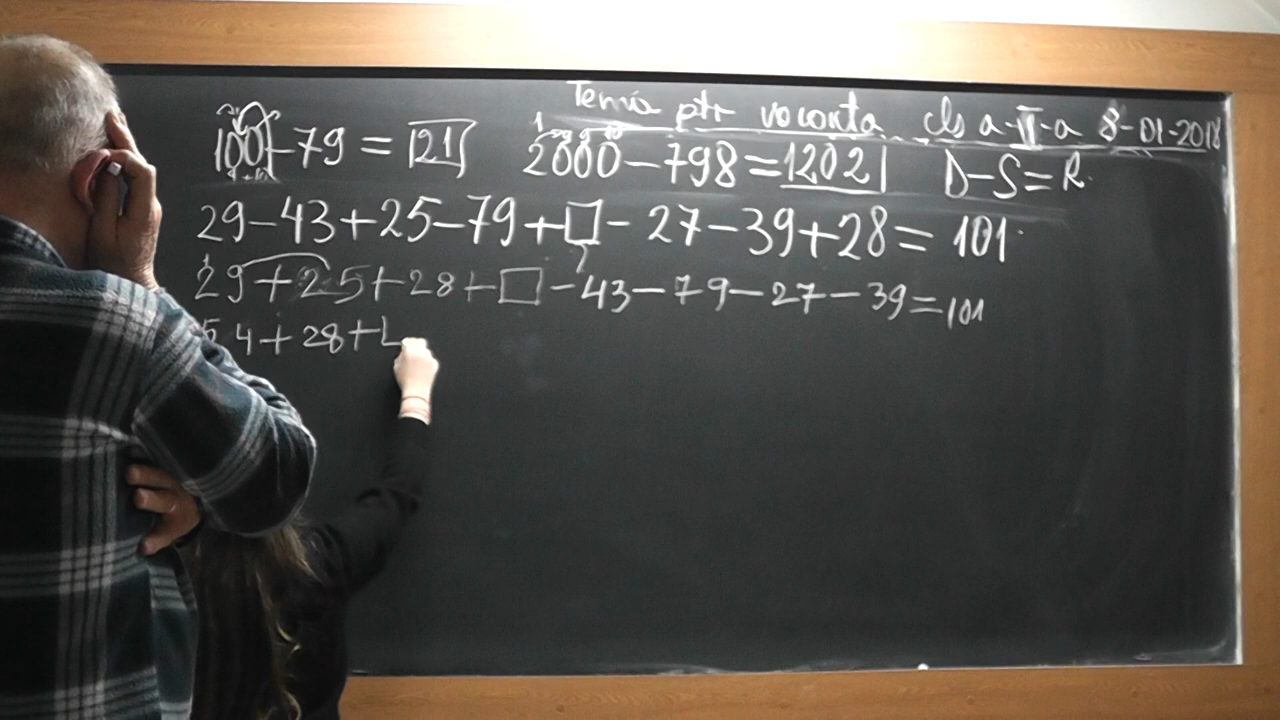 Temă ptr vacanta cls a-II-a 8-01-2018
100-79=21 2000-798=1202 D-S=R.
29-43+25-79+□-27-39+28=101.
29+25+28+□-43-79-27-39=101
54+28+